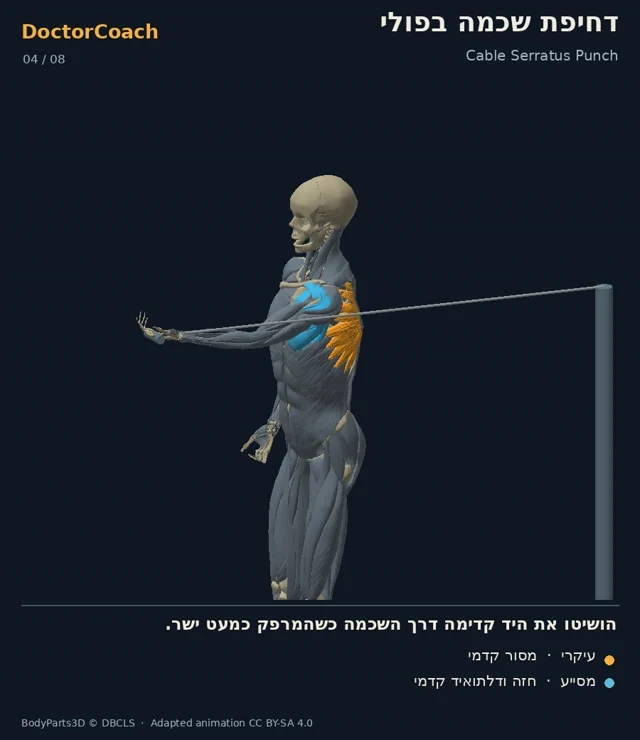 דחיפת שכמה בפולי
DoctorCoach
Cable Serratus Punch
04 / 08
הושיטו את היד קדימה דרך השכמה כשהמרפק כמעט ישר.
עיקרי · מסור קדמי
מסייע · חזה ודלתואיד קדמי
BodyParts3D © DBCLS · Adapted animation CC BY-SA 4.0